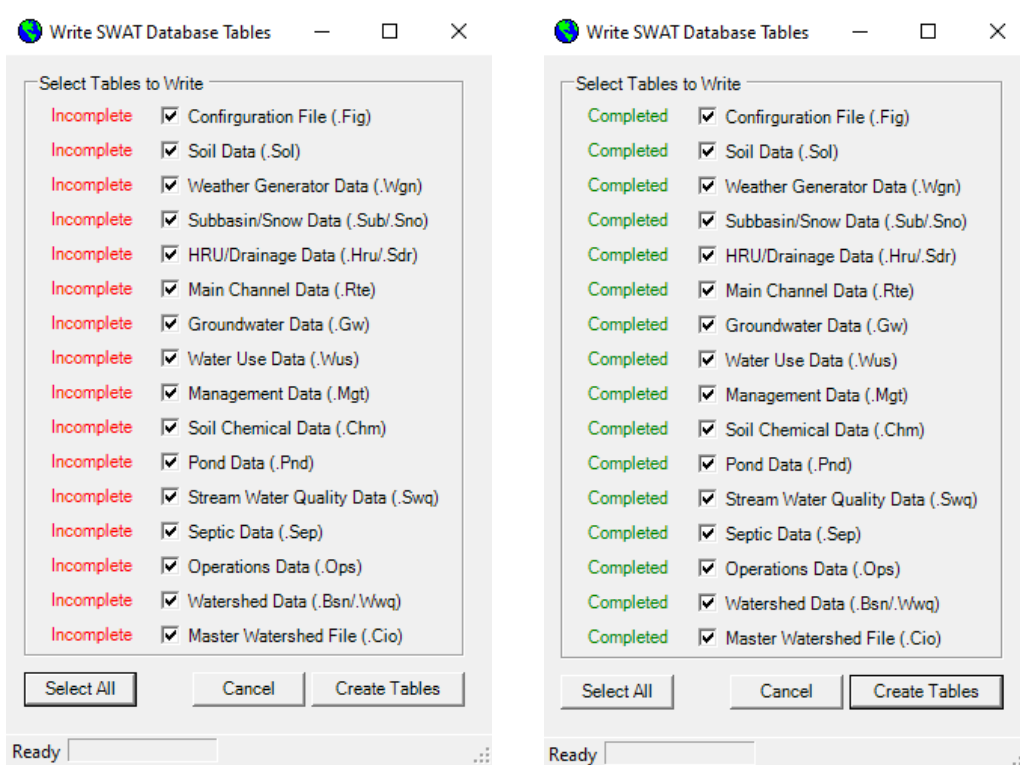 Write SWAT Database Tables
Select Tables to Write
Incomplete Confirguration File (.Fig)
Incomplete Soil Data (.Sol)
Incomplete Weather Generator Data (.Wgn)
Incomplete Subbasin/Snow Data (.Sub/.Sno)
Incomplete HRU/Drainage Data (.Hru/.Sdr)
Incomplete Main Channel Data (.Rte)
Incomplete Groundwater Data (.Gw)
Incomplete Water Use Data (.Wus)
Incomplete Management Data (.Mgt)
Incomplete Soil Chemical Data (.Chm)
Incomplete Pond Data (.Pnd)
Incomplete Stream Water Quality Data (.Swq)
Incomplete Septic Data (.Sep)
Incomplete Operations Data (.Ops)
Incomplete Watershed Data (.Bsn/.Wwq)
Incomplete Master Watershed File (.Cio)
Select All Cancel Create Tables
Ready
Write SWAT Database Tables
Select Tables to Write
Completed Confirguration File (.Fig)
Completed Soil Data (.Sol)
Completed Weather Generator Data (.Wgn)
Completed Subbasin/Snow Data (.Sub/.Sno)
Completed HRU/Drainage Data (.Hru/.Sdr)
Completed Main Channel Data (.Rte)
Completed Groundwater Data (.Gw)
Completed Water Use Data (.Wus)
Completed Management Data (.Mgt)
Completed Soil Chemical Data (.Chm)
Completed Pond Data (.Pnd)
Completed Stream Water Quality Data (.Swq)
Completed Septic Data (.Sep)
Completed Operations Data (.Ops)
Completed Watershed Data (.Bsn/.Wwq)
Completed Master Watershed File (.Cio)
Select All Cancel Create Tables
Ready